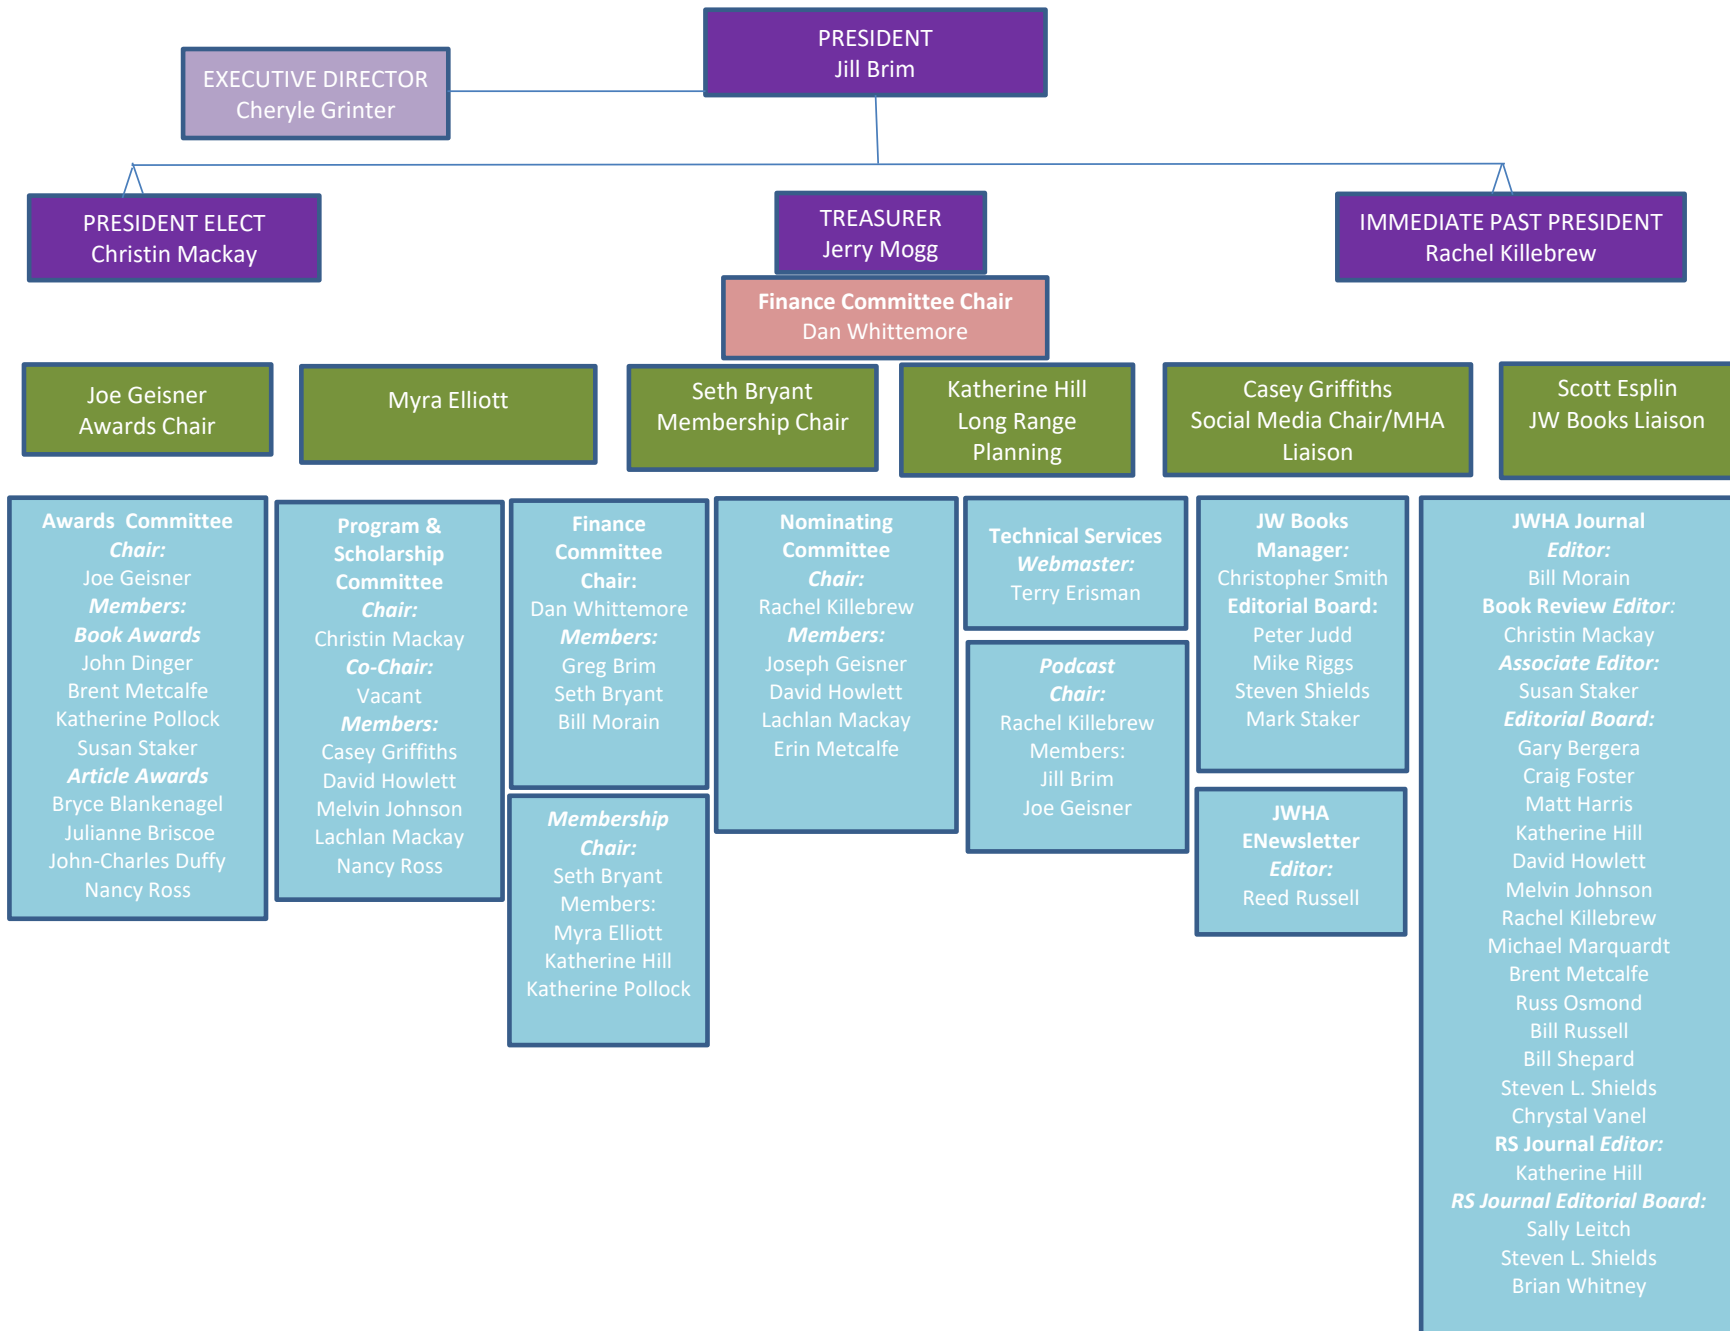 PRESIDENT
Jill Brim
EXECUTIVE DIRECTOR
Cheryle Grinter
PRESIDENT ELECT
Christin Mackay
TREASURER
Jerry Mogg
IMMEDIATE PAST PRESIDENT
Rachel Killebrew
Finance Committee Chair
Dan Whittemore
Joe Geisner
Awards Chair
Myra Elliott
Seth Bryant
Membership Chair
Katherine Hill
Long Range
Planning
Casey Griffiths
Social Media Chair/MHA
Liaison
Scott Esplin
JW Books Liaison
Awards Committee
Chair:
Joe Geisner
Members:
Book Awards
John Dinger
Brent Metcalfe
Katherine Pollock
Susan Staker
Article Awards
Bryce Blankenagel
Julianne Briscoe
John-Charles Duffy
Nancy Ross
Program &
Scholarship
Committee
Chair:
Christin Mackay
Co-Chair:
Vacant
Members:
Casey Griffiths
David Howlett
Melvin Johnson
Lachlan Mackay
Nancy Ross
Finance
Committee
Chair:
Dan Whittemore
Members:
Greg Brim
Seth Bryant
Bill Morain
Membership
Chair:
Seth Bryant
Members:
Myra Elliott
Katherine Hill
Katherine Pollock
Nominating
Committee
Chair:
Rachel Killebrew
Members:
Joseph Geisner
David Howlett
Lachlan Mackay
Erin Metcalfe
Technical Services
Webmaster:
Terry Erisman
Podcast
Chair:
Rachel Killebrew
Members:
Jill Brim
Joe Geisner
JW Books
Manager:
Christopher Smith
Editorial Board:
Peter Judd
Mike Riggs
Steven Shields
Mark Staker
JWHA
ENewsletter
Editor:
Reed Russell
JWHA Journal
Editor:
Bill Morain
Book Review Editor:
Christin Mackay
Associate Editor:
Susan Staker
Editorial Board:
Gary Bergera
Craig Foster
Matt Harris
Katherine Hill
David Howlett
Melvin Johnson
Rachel Killebrew
Michael Marquardt
Brent Metcalfe
Russ Osmond
Bill Russell
Bill Shepard
Steven L. Shields
Chrystal Vanel
RS Journal Editor:
Katherine Hill
RS Journal Editorial Board:
Sally Leitch
Steven L. Shields
Brian Whitney